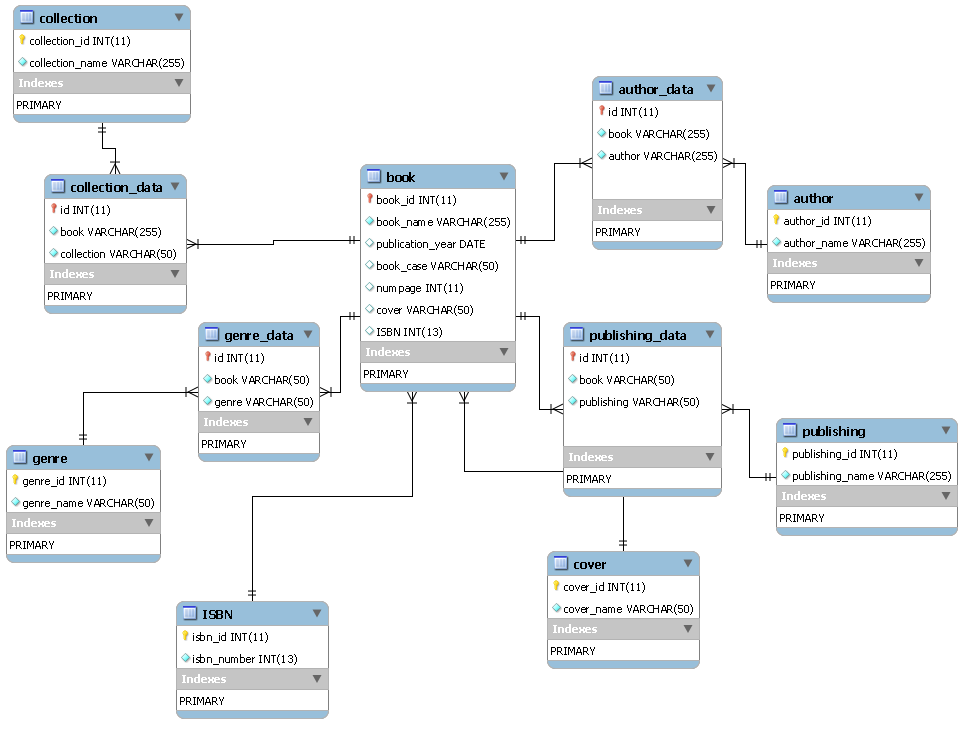 collection
collection_id INT(11)
collection_name VARCHAR(255)
Indexes
PRIMARY
collection_data
id INT(11)
book VARCHAR(255)
collection VARCHAR(50)
Indexes
PRIMARY
book
book_id INT(11)
book_name VARCHAR(255)
publication_year DATE
book_case VARCHAR(50)
numpage INT(11)
cover VARCHAR(50)
ISBN INT(13)
Indexes
PRIMARY
author_data
id INT(11)
book VARCHAR(255)
author VARCHAR(255)
Indexes
PRIMARY
author
author_id INT(11)
author_name VARCHAR(255)
Indexes
PRIMARY
genre_data
id INT(11)
book VARCHAR(50)
genre VARCHAR(50)
Indexes
PRIMARY
publishing_data
id INT(11)
book VARCHAR(50)
publishing VARCHAR(50)
Indexes
PRIMARY
publishing
publishing_id INT(11)
publishing_name VARCHAR(255)
Indexes
PRIMARY
genre
genre_id INT(11)
genre_name VARCHAR(50)
Indexes
PRIMARY
cover
cover_id INT(11)
cover_name VARCHAR(50)
Indexes
PRIMARY
ISBN
isbn_id INT(11)
isbn_number INT(13)
Indexes
PRIMARY